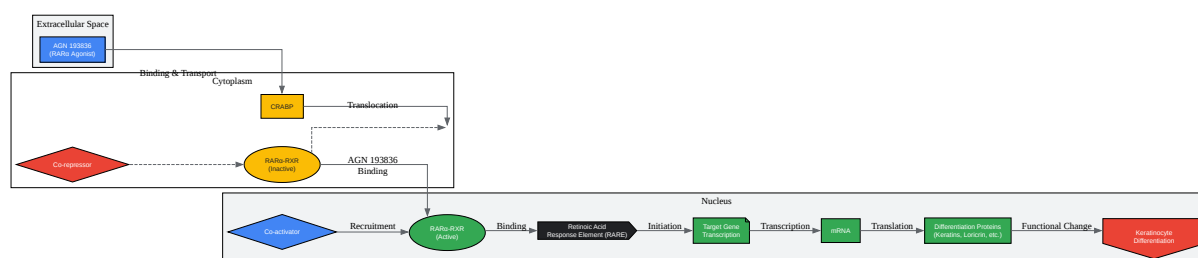 Extracellular Space
AGN 193836
(RARα Agonist)
Binding & Transport
Cytoplasm
CRABP
Translocation
Co-repressor
RARα-RXR
(Inactive)
AGN 193836
Binding
Nucleus
Co-activator
Recruitment
RARα-RXR
(Active)
Binding
Retinoic Acid
Response Element (RARE)
Initiation
Target Gene
Transcription
Transcription
mRNA
Translation
Differentiation Proteins
(Keratins, Loricrin, etc.)
Functional Change
Keratinocyte
Differentiation